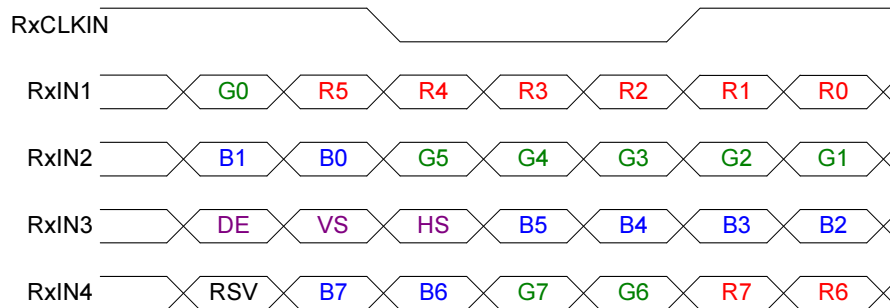 RxCLKIN
RxIN1 G0 R5 R4 R3 R2 R1 R0
RxIN2 B1 B0 G5 G4 G3 G2 G1
RxIN3 DE VS HS B5 B4 B3 B2
RxIN4 RSV B7 B6 G7 G6 R7 R6